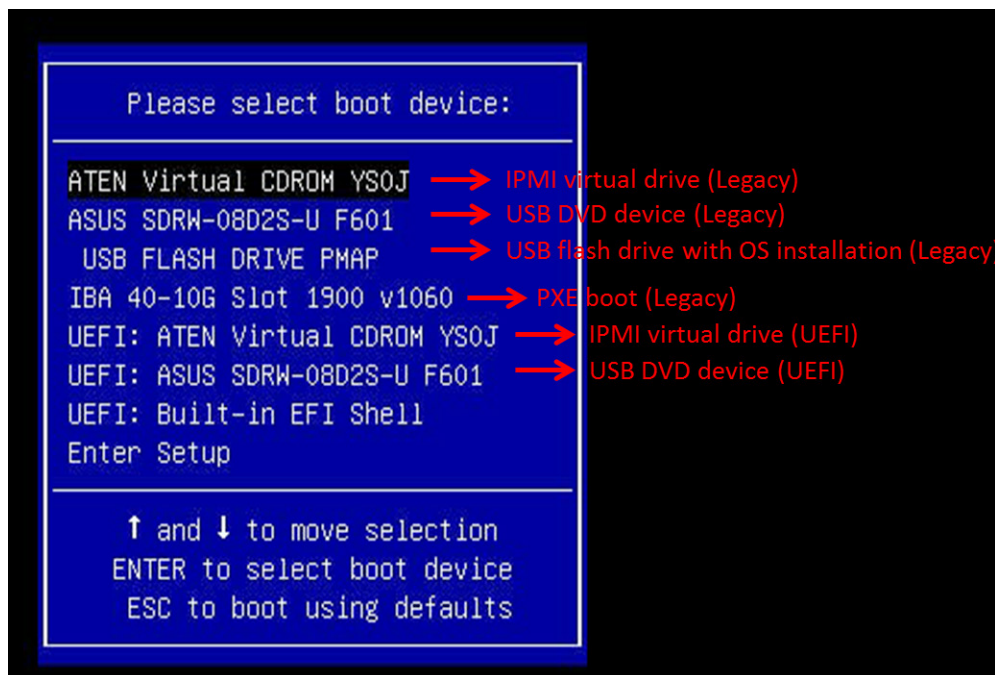 Please select boot device:
ATEN Virtual CDROM YS0J → IPMI virtual drive (Legacy)
ASUS SDRW-08D2S-U F601 → USB DVD device (Legacy)
USB FLASH DRIVE PMAP → USB flash drive with OS installation (Legacy)
IBA 40-10G Slot 1900 v1060 → PXE boot (Legacy)
UEFI: ATEN Virtual CDROM YS0J → IPMI virtual drive (UEFI)
UEFI: ASUS SDRW-08D2S-U F601 → USB DVD device (UEFI)
UEFI: Built-in EFI Shell
Enter Setup
↑ and ↓ to move selection
ENTER to select boot device
ESC to boot using defaults